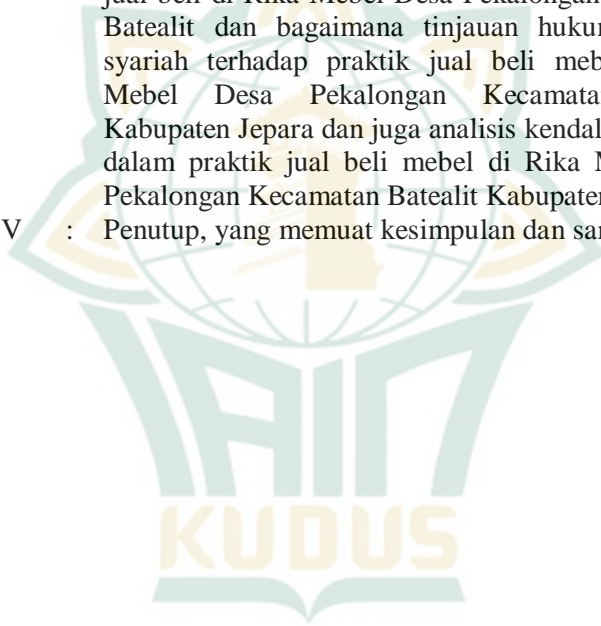 jual beli di Rika Mebel Desa Pekalongan
Batealit dan bagaimana tinjauan hukum
syariah terhadap praktik jual beli meb
Mebel Desa Pekalongan Kecamata
Kabupaten Jepara dan juga analisis kendal
dalam praktik jual beli mebel di Rika M
Pekalongan Kecamatan Batealit Kabupaten
V : Penutup, yang memuat kesimpulan dan sar
IAIN
KUDUS